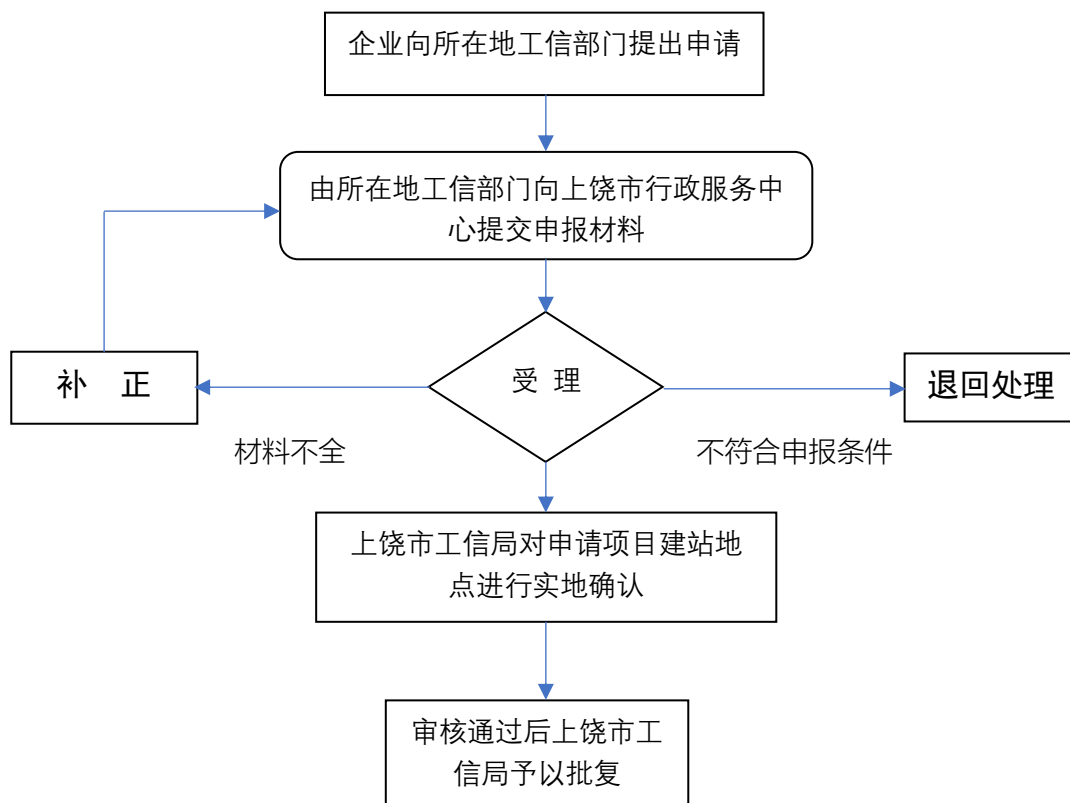 企业向所在地工信部门提出申请
由所在地工信部门向上饶市行政服务中
心提交申报材料
受 理
补 正
退回处理
材料不全
不符合申报条件
上饶市工信局对申请项目建站地
点进行实地确认
审核通过后上饶市工
信局予以批复